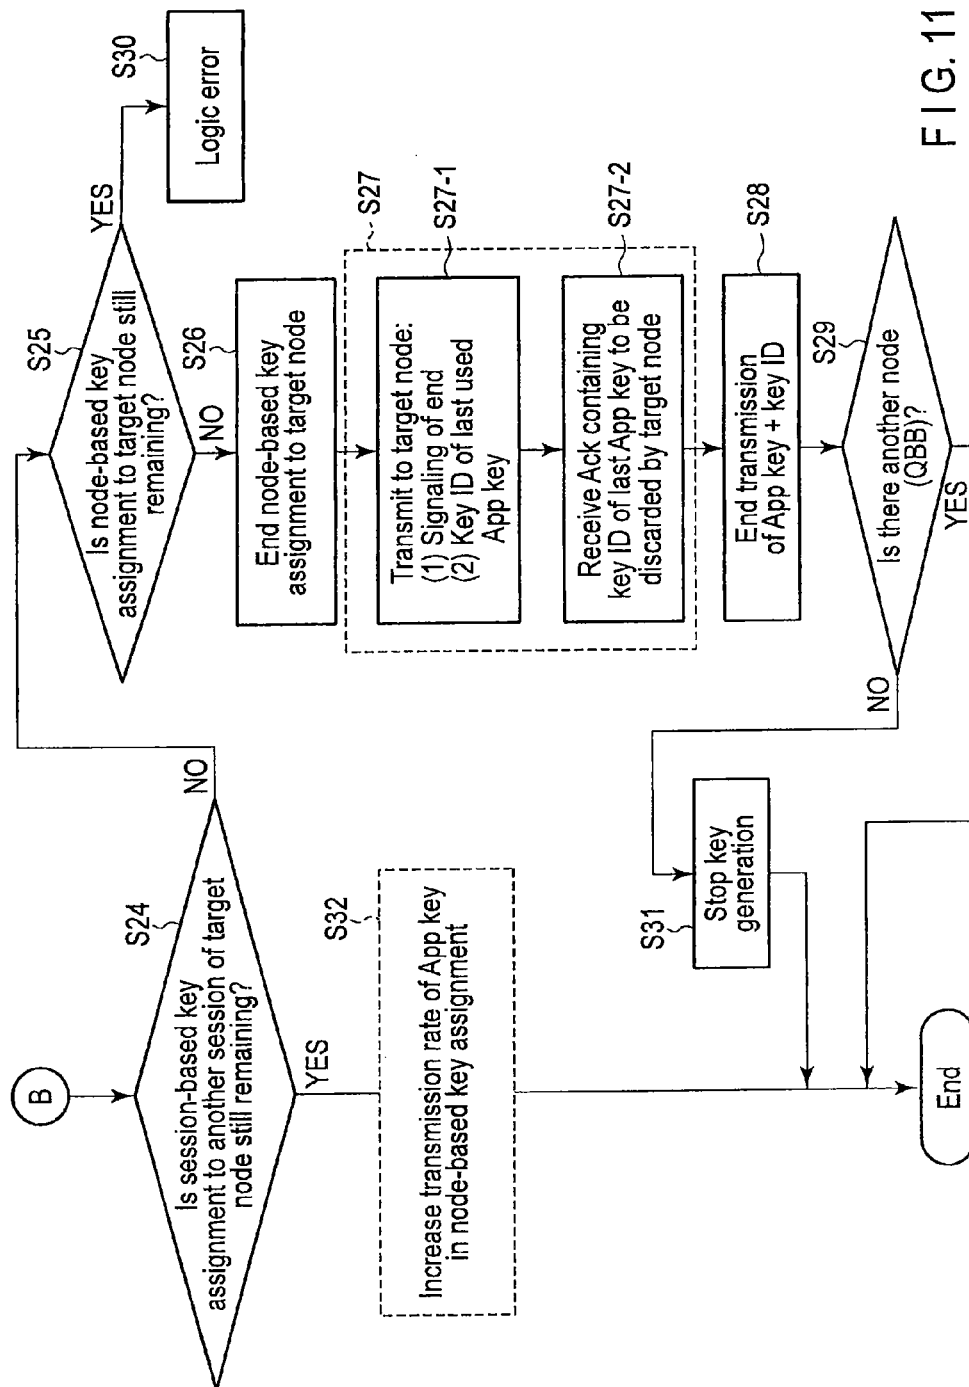 B
S24
Is session-based key
assignment to another session of target
node still remaining?
NO
YES
S32
Increase transmission rate of App key
in node-based key assignment
S25
Is node-based key
assignment to target node still
remaining?
YES
NO
S30
Logic error
S26
End node-based key
assignment to target node
S27
S27-1
Transmit to target node:
(1) Signaling of end
(2) Key ID of last used
App key
S27-2
Receive Ack containing
key ID of last App key to be
discarded by target node
S28
End transmission
of App key + key ID
S29
Is there another node
(QBB)?
NO
YES
S31
Stop key
generation
End
FIG. 11